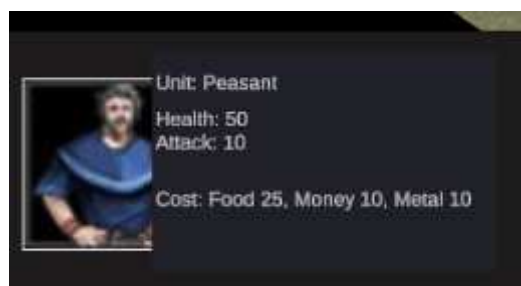 Unit: Peasant
Health: 50
Attack: 10
Cost: Food 25, Money 10, Metal 10